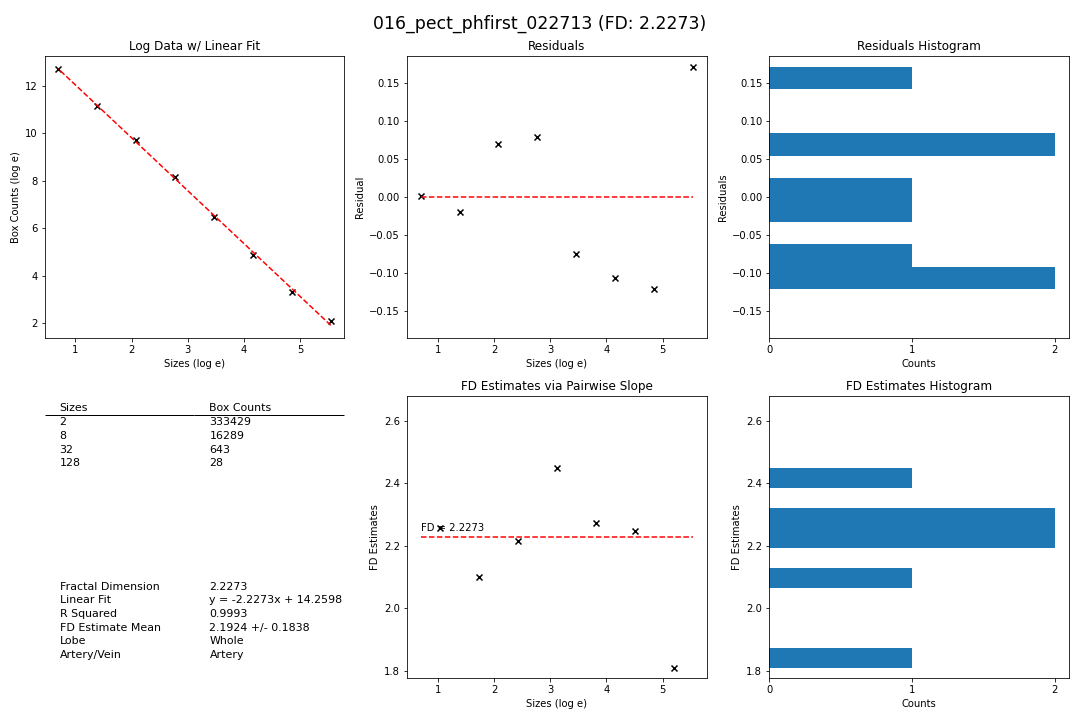 016_pect_phfirst_022713 (FD: 2.2273)
Log Data w/ Linear Fit
12
10
8
6
4
2
1 2 3 4 5
Box Counts (log e)
Sizes (log e)
Residuals
0.15
0.10
0.05
0.00
−0.05
−0.10
−0.15
1 2 3 4 5
Residual
Sizes (log e)
Residuals Histogram
0.15
0.10
0.05
0.00
−0.05
−0.10
−0.15
0 1 2
Residuals
Counts
Sizes Box Counts
2 333429
8 16289
32 643
128 28
Fractal Dimension 2.2273
Linear Fit y = -2.2273x + 14.2598
R Squared 0.9993
FD Estimate Mean 2.1924 +/- 0.1838
Lobe Whole
Artery/Vein Artery
FD Estimates via Pairwise Slope
2.6
2.4
2.2
2.0
1.8
FD = 2.2273
1 2 3 4 5
FD Estimates
Sizes (log e)
FD Estimates Histogram
2.6
2.4
2.2
2.0
1.8
0 1 2
FD Estimates
Counts